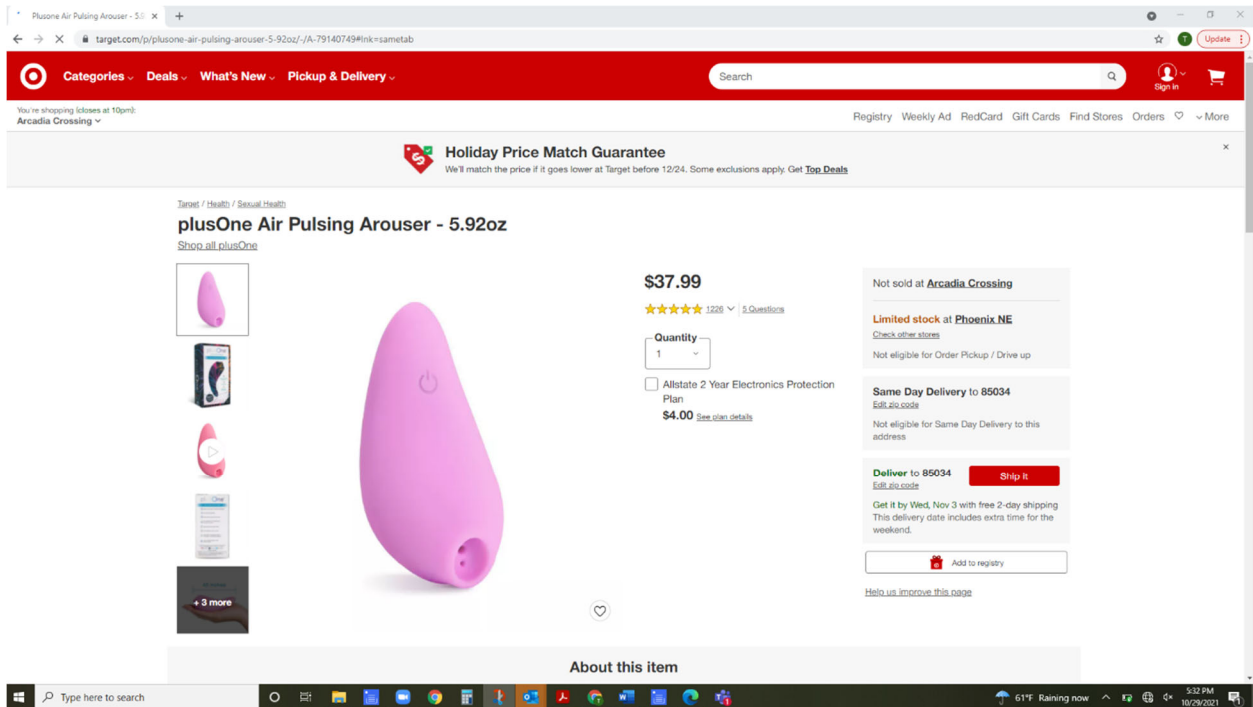 Plusone Air Pulsing Arouser - 5.9
target.com/p/plusone-air-pulsing-arouser-5-92oz/-/A-79140749#lnk=sametab
T
Update
Categories Deals What's New Pickup & Delivery
Search
Sign in
You're shopping (closes at 10pm):
Arcadia Crossing
Registry Weekly Ad RedCard Gift Cards Find Stores Orders More
Holiday Price Match Guarantee
We'll match the price if it goes lower at Target before 12/24. Some exclusions apply. Get Top Deals
Target / Health / Sexual Health
plusOne Air Pulsing Arouser - 5.92oz
Shop all plusOne
$37.99
1226 5 Questions
Quantity
1
Allstate 2 Year Electronics Protection
Plan
$4.00 See plan details
Not sold at Arcadia Crossing
Limited stock at Phoenix NE
Check other stores
Not eligible for Order Pickup / Drive up
Same Day Delivery to 85034
Edit zip code
Not eligible for Same Day Delivery to this
address
Deliver to 85034
Edit zip code
Ship it
Get it by Wed, Nov 3 with free 2-day shipping
This delivery date includes extra time for the
weekend.
Add to registry
Help us improve this page
+ 3 more
About this item
Type here to search
61°F Raining now
5:32 PM
10/29/2021